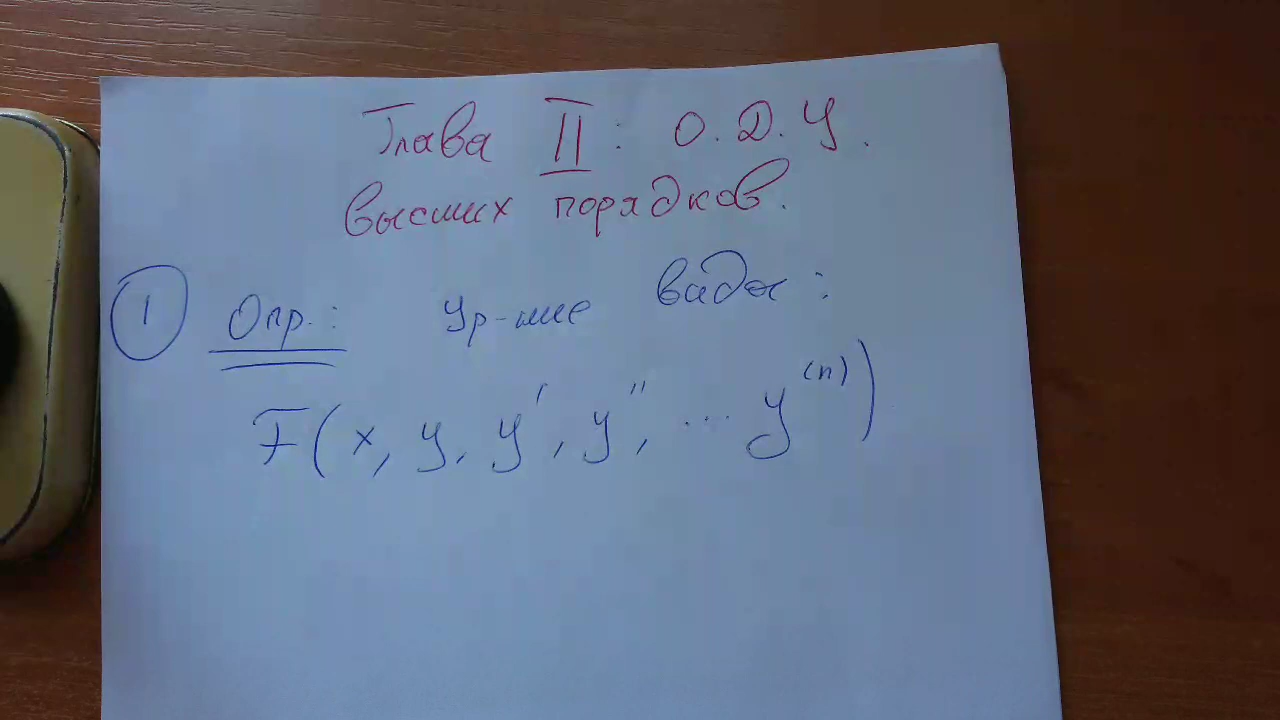 Глава II: О.Д.У.
высших порядков.
1 Опр.: Ур-ние вида:
F(x, y, y', y'', ... y^(n))